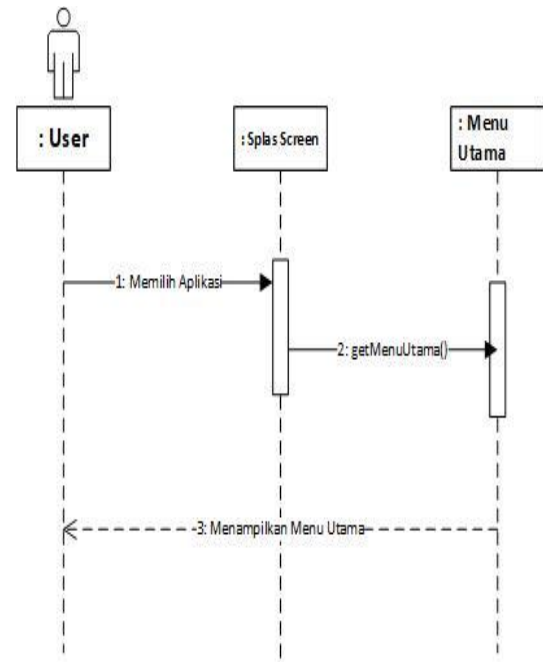 : User
: Splas Screen
: Menu
Utama
1: Memilih Aplikasi
2: getMenuUtama()
3: Menampilkan Menu Utama